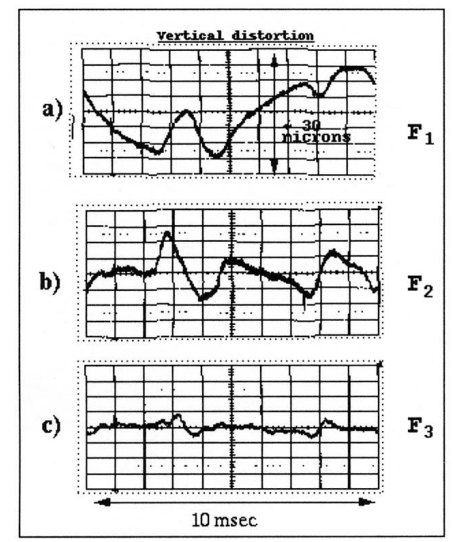 Vertical distortion
a)
30
microns
F1
b)
F2
c)
F3
10 msec